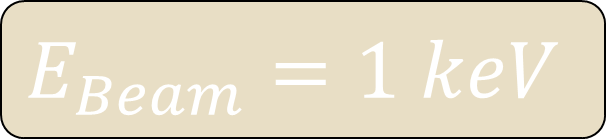 E_Beam = 1 keV